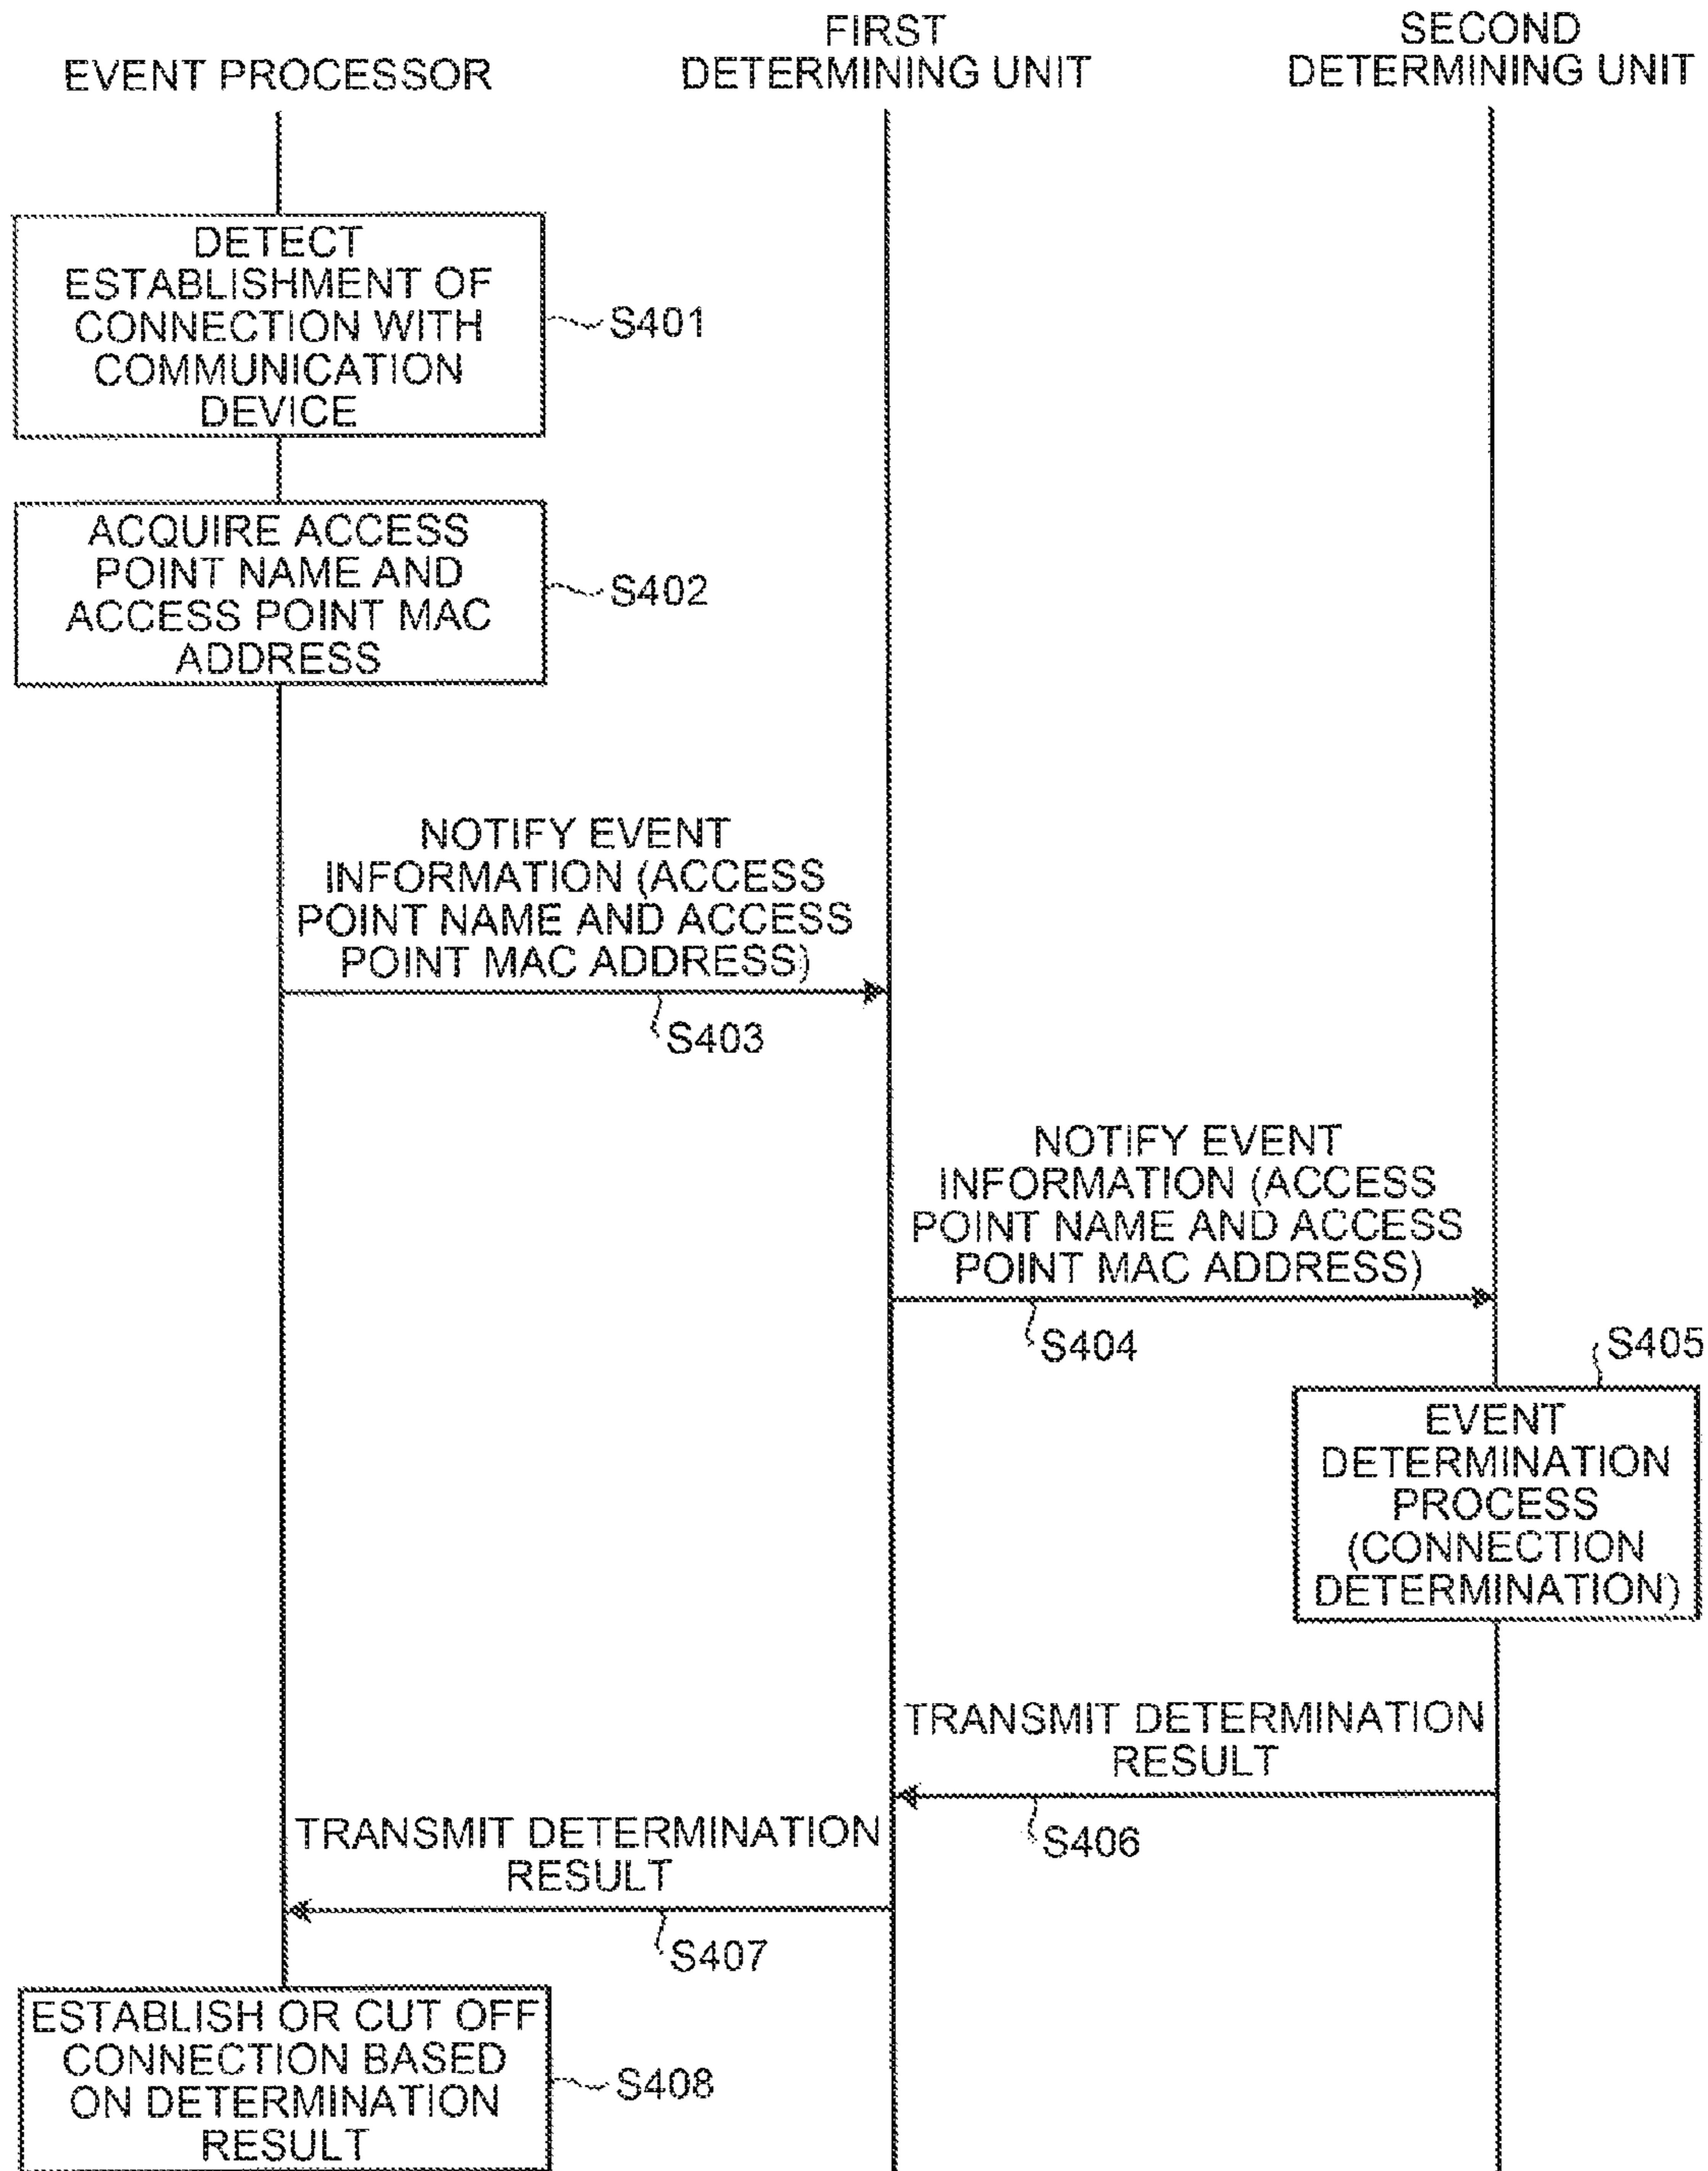 EVENT PROCESSOR
FIRST
DETERMINING UNIT
SECOND
DETERMINING UNIT
DETECT
ESTABLISHMENT OF
CONNECTION WITH
COMMUNICATION
DEVICE
S401
ACQUIRE ACCESS
POINT NAME AND
ACCESS POINT MAC
ADDRESS
S402
NOTIFY EVENT
INFORMATION (ACCESS
POINT NAME AND ACCESS
POINT MAC ADDRESS)
S403
NOTIFY EVENT
INFORMATION (ACCESS
POINT NAME AND ACCESS
POINT MAC ADDRESS)
S404
S405
EVENT
DETERMINATION
PROCESS
(CONNECTION
DETERMINATION)
TRANSMIT DETERMINATION
RESULT
S406
TRANSMIT DETERMINATION
RESULT
S407
ESTABLISH OR CUT OFF
CONNECTION BASED
ON DETERMINATION
RESULT
S408